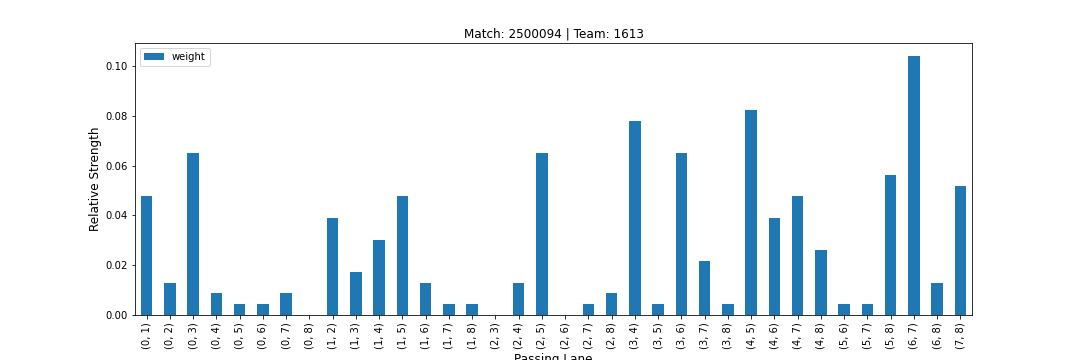 Match: 2500094 | Team: 1613
weight
0.10
0.08
0.06
0.04
0.02
0.00
Relative Strength
(0, 1) (0, 2) (0, 3) (0, 4) (0, 5) (0, 6) (0, 7) (0, 8) (1, 2) (1, 3) (1, 4) (1, 5) (1, 6) (1, 7) (1, 8) (2, 3) (2, 4) (2, 5) (2, 6) (2, 7) (2, 8) (3, 4) (3, 5) (3, 6) (3, 7) (3, 8) (4, 5) (4, 6) (4, 7) (4, 8) (5, 6) (5, 7) (5, 8) (6, 7) (6, 8) (7, 8)
Passing Lane